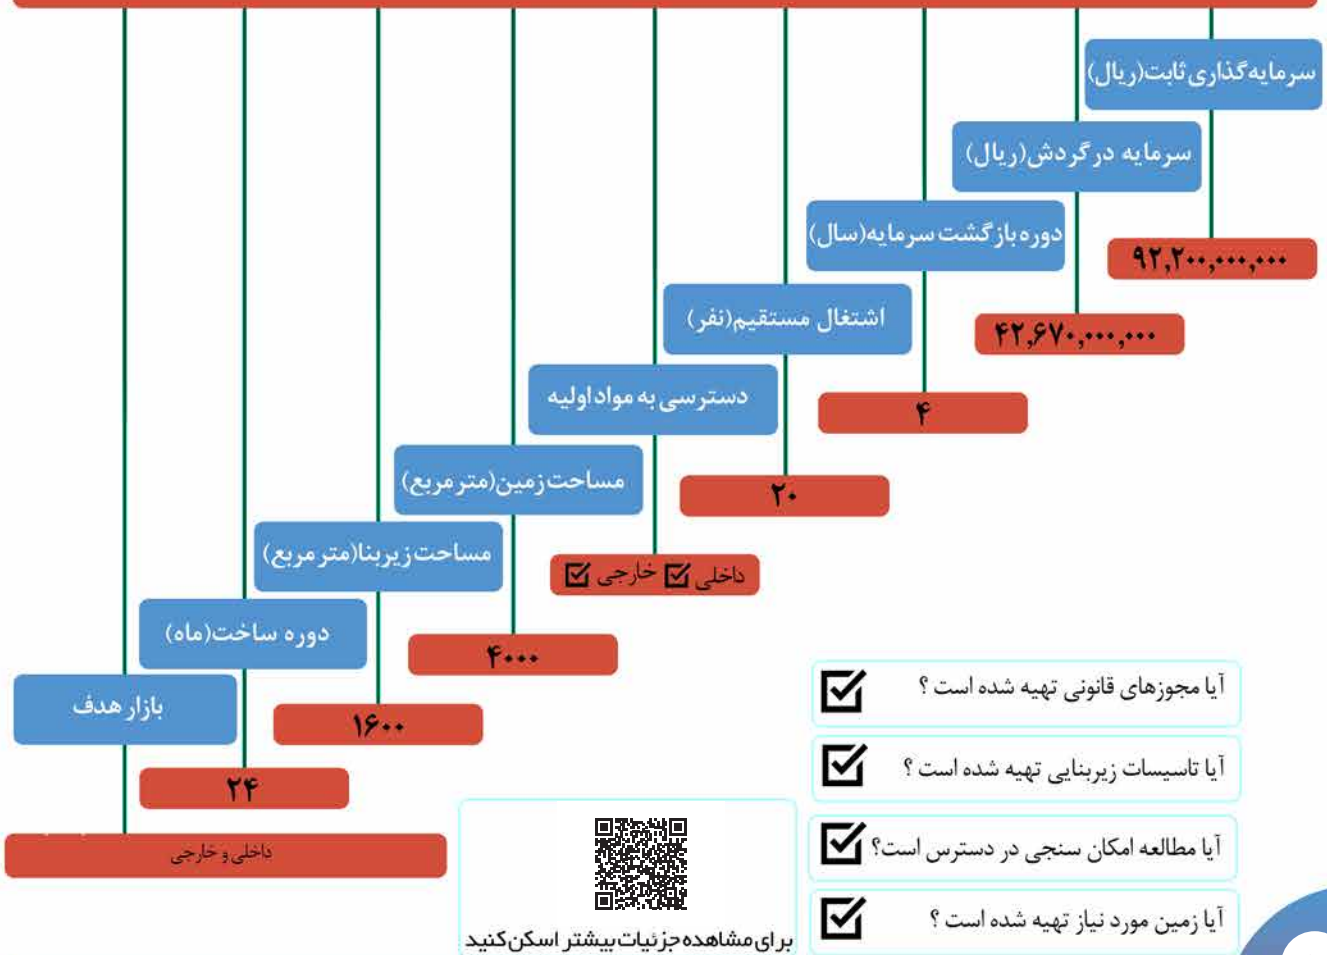 سرمایه‌گذاری ثابت(ریال)
۹۲,۲۰۰,۰۰۰,۰۰۰
سرمایه در گردش(ریال)
۴۲,۶۷۰,۰۰۰,۰۰۰
دوره بازگشت سرمایه(سال)
۴
اشتغال مستقیم(نفر)
۲۰
دسترسی به مواد اولیه
داخلی ☑ خارجی ☑
مساحت زمین(متر مربع)
۴۰۰۰
مساحت زیربنا(متر مربع)
۱۶۰۰
دوره ساخت(ماه)
۲۴
بازار هدف
داخلی و خارجی
آیا مجوزهای قانونی تهیه شده است ؟ ☑
آیا تاسیسات زیربنایی تهیه شده است ؟ ☑
آیا مطالعه امکان سنجی در دسترس است؟ ☑
آیا زمین مورد نیاز تهیه شده است ؟ ☑
برای مشاهده جزئیات بیشتر اسکن کنید